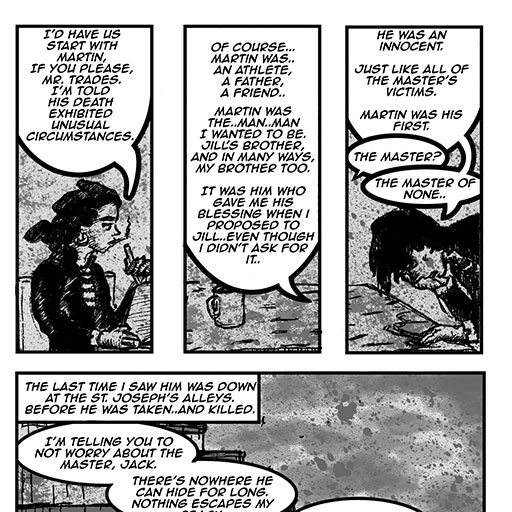 I'D HAVE US
START WITH
MARTIN,
IF YOU PLEASE,
MR. TRADES.
I'M TOLD
HIS DEATH
EXHIBITED
UNUSUAL
CIRCUMSTANCES.
OF COURSE...
MARTIN WAS..
AN ATHLETE,
A FATHER,
A FRIEND..
MARTIN WAS
THE..MAN..MAN
I WANTED TO BE.
JILL'S BROTHER,
AND IN MANY WAYS,
MY BROTHER TOO.
IT WAS HIM WHO
GAVE ME HIS
BLESSING WHEN I
PROPOSED TO
JILL..EVEN THOUGH
I DIDN'T ASK FOR
IT..
HE WAS AN
INNOCENT.
JUST LIKE ALL OF
THE MASTER'S
VICTIMS.
MARTIN WAS HIS
FIRST.
THE MASTER?
THE MASTER OF
NONE..
THE LAST TIME I SAW HIM WAS DOWN
AT THE ST. JOSEPH'S ALLEYS.
BEFORE HE WAS TAKEN..AND KILLED.
I'M TELLING YOU TO
NOT WORRY ABOUT THE
MASTER, JACK.
THERE'S NOWHERE HE
CAN HIDE FOR LONG.
NOTHING ESCAPES MY